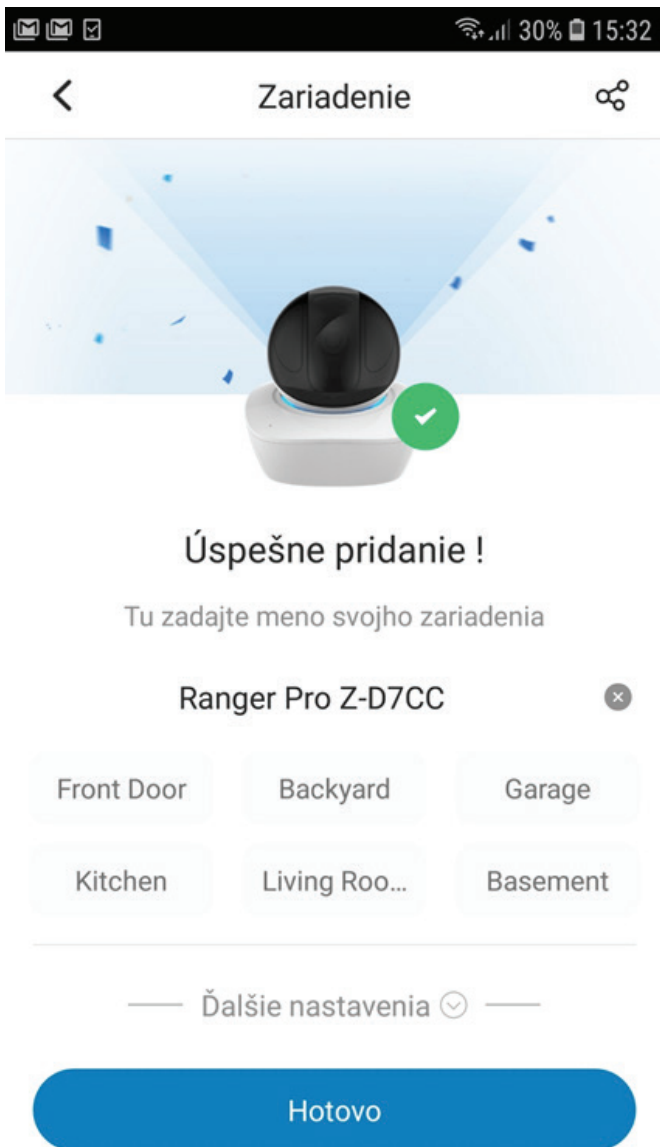 30% 15:32
Zariadenie
Úspešne pridanie !
Tu zadajte meno svojho zariadenia
Ranger Pro Z-D7CC
Front Door Backyard Garage
Kitchen Living Roo... Basement
Ďalšie nastavenia
Hotovo